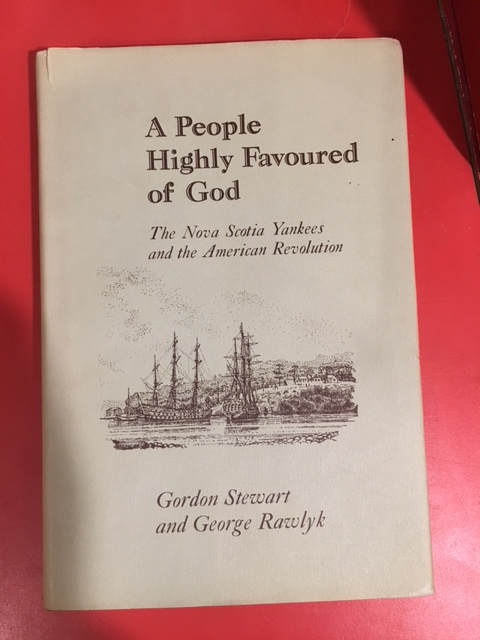 A People
Highly Favoured
of God
The Nova Scotia Yankees
and the American Revolution
Gordon Stewart
and George Rawlyk